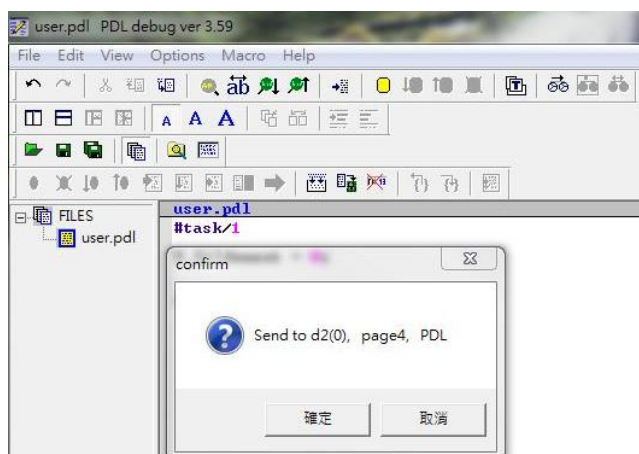 user.pdl PDL debug ver 3.59
File Edit View Options Macro Help
FILES
user.pdl
user.pdl
#task/1
confirm
Send to d2(0), page4, PDL
確定
取消